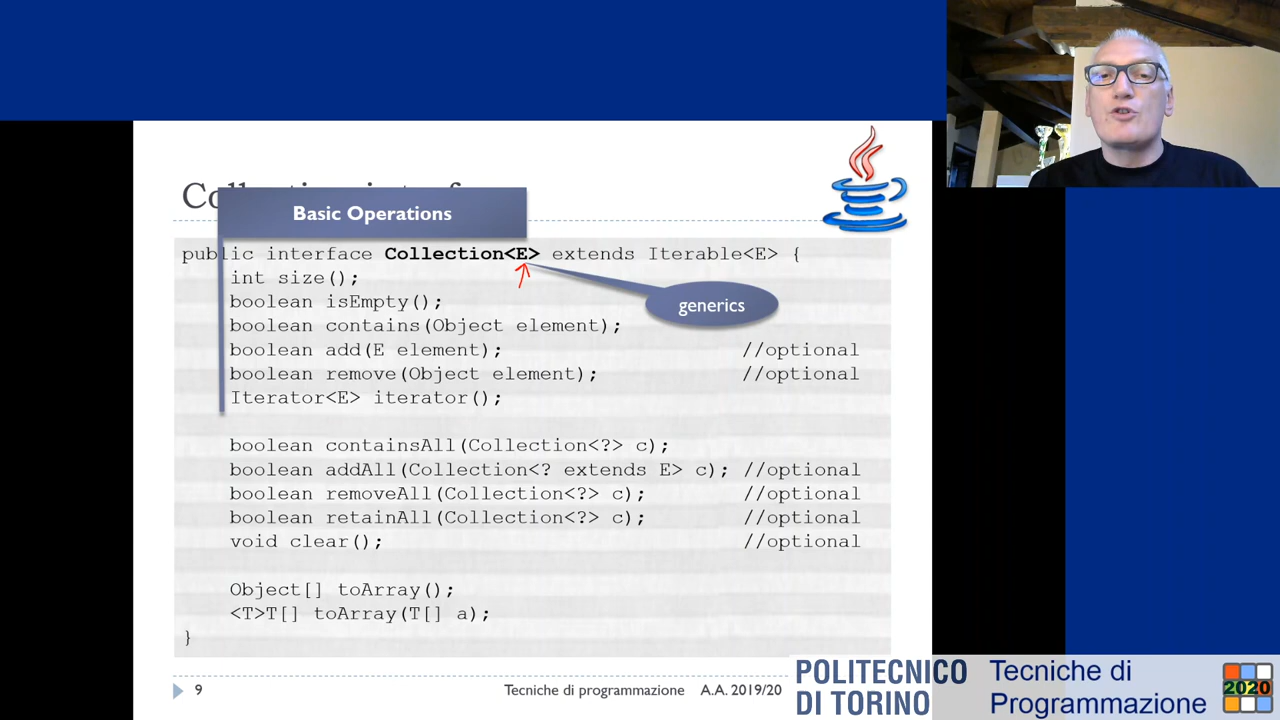 Basic Operations
public interface Collection<E> extends Iterable<E> {
int size();
boolean isEmpty();
generics
boolean contains(Object element);
boolean add(E element); //optional
boolean remove(Object element); //optional
Iterator<E> iterator();
boolean containsAll(Collection<?> c);
boolean addAll(Collection<? extends E> c); //optional
boolean removeAll(Collection<?> c); //optional
boolean retainAll(Collection<?> c); //optional
void clear(); //optional
Object[] toArray();
<T>T[] toArray(T[] a);
}
9 Tecniche di programmazione A.A. 2019/20
POLITECNICO
DI TORINO
Tecniche di
Programmazione
2020